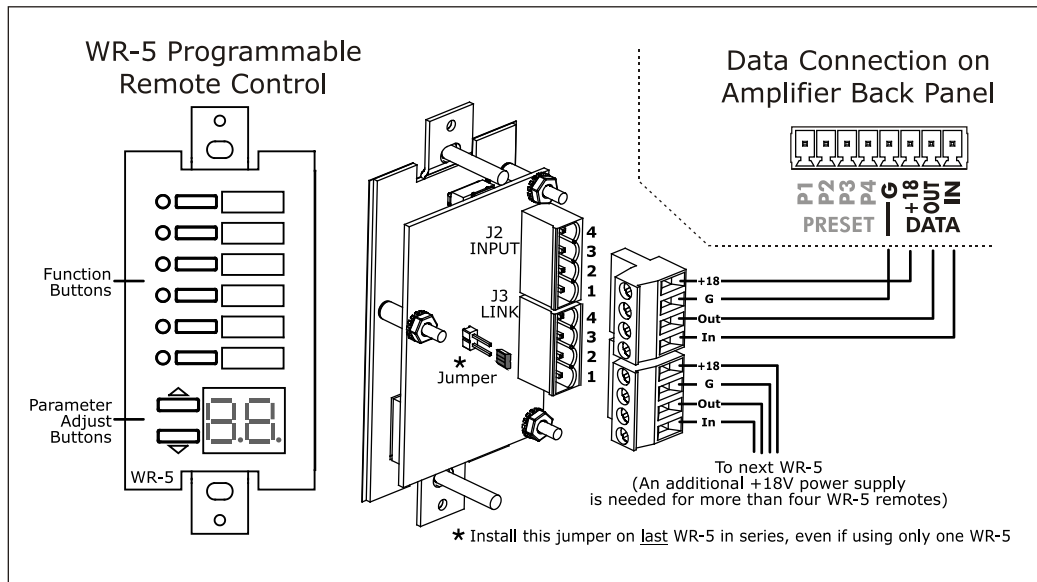 WR-5 Programmable
Remote Control
Function
Buttons
Parameter
Adjust
Buttons
8.8.
WR-5
J2
INPUT
4
3
2
1
J3
LINK
4
3
2
1
*
Jumper
Data Connection on
Amplifier Back Panel
P1
P2
P3
P4
G
+18
OUT
IN
PRESET
DATA
+18
G
Out
In
+18
G
Out
In
To next WR-5
(An additional +18V power supply
is needed for more than four WR-5 remotes)
* Install this jumper on last WR-5 in series, even if using only one WR-5